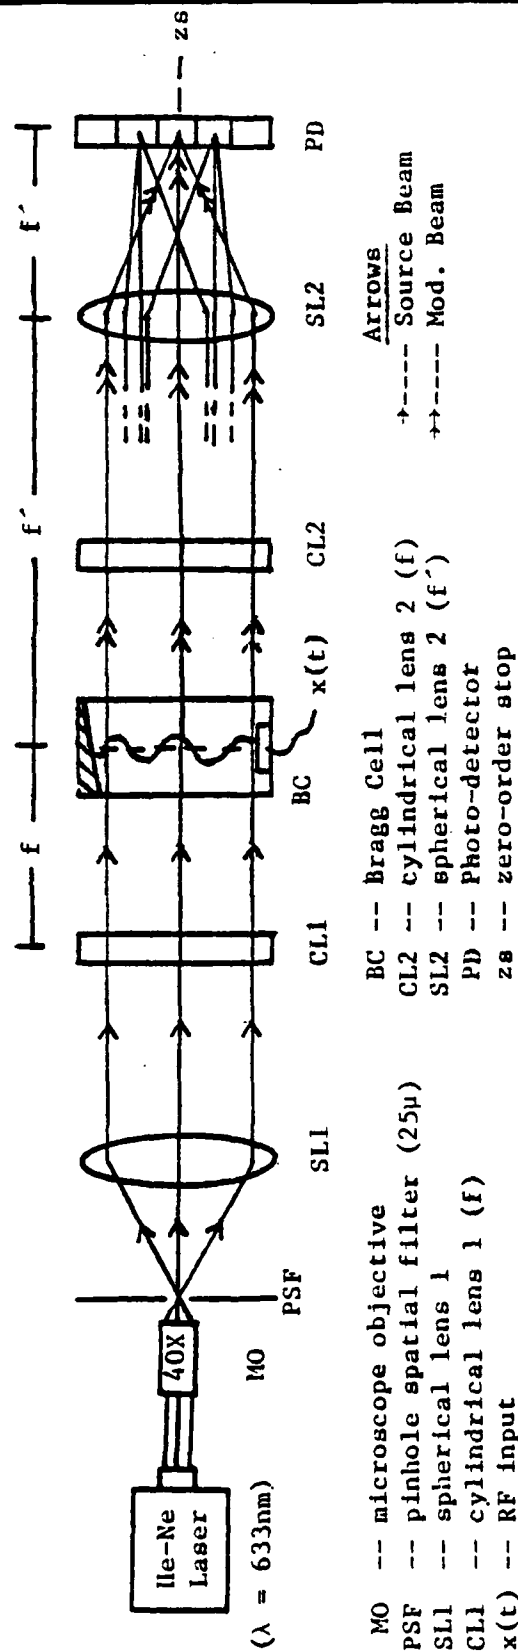 f
f´
f´
He-Ne
Laser
(λ = 633nm)
40X
MO
PSF
SL1
CL1
BC
x(t)
CL2
SL2
PD
zs
MO -- microscope objective
PSF -- pinhole spatial filter (25μ)
SL1 -- spherical lens 1
CL1 -- cylindrical lens 1 (f)
x(t) -- RF input
BC -- Bragg Cell
CL2 -- cylindrical lens 2 (f)
SL2 -- spherical lens 2 (f´)
PD -- Photo-detector
zs -- zero-order stop
Arrows
→---- Source Beam
→→---- Mod. Beam